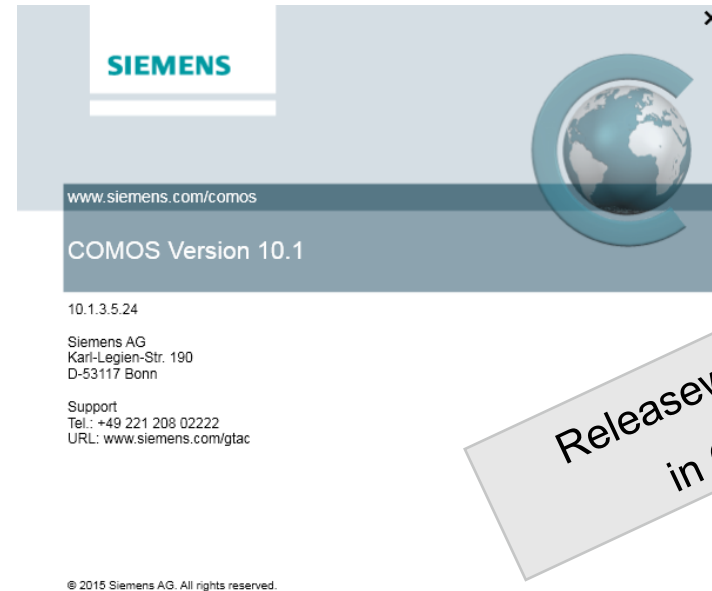 SIEMENS
www.siemens.com/comos
COMOS Version 10.1
10.1.3.5.24
Siemens AG
Karl-Legien-Str. 190
D-53117 Bonn
Support
Tel.: +49 221 208 02222
URL: www.siemens.com/gtac
in
© 2015 Siemens AG. All rights reserved.